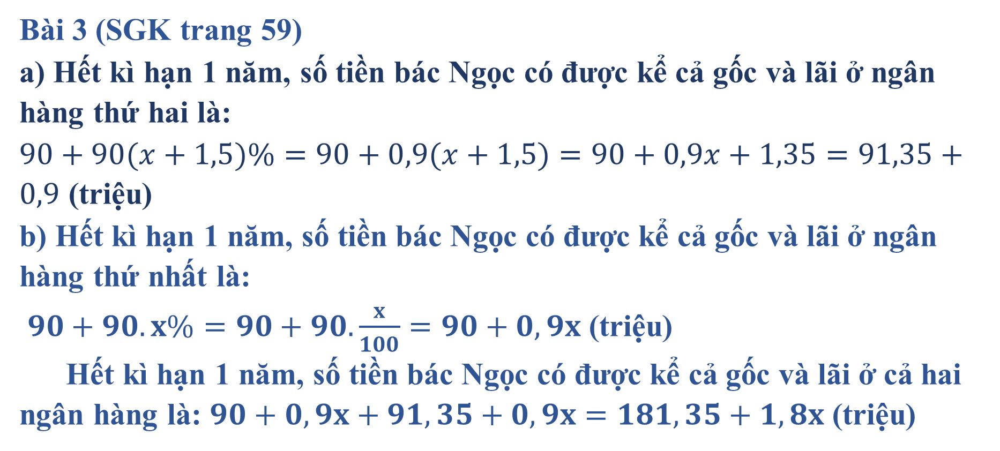 Bài 3 (SGK trang 59)
a) Hết kì hạn 1 năm, số tiền bác Ngọc có được kể cả gốc và lãi ở ngân
hàng thứ hai là:
90 + 90(x + 1,5)% = 90 + 0,9(x + 1,5) = 90 + 0,9x + 1,35 = 91,35 +
0,9 (triệu)
b) Hết kì hạn 1 năm, số tiền bác Ngọc có được kể cả gốc và lãi ở ngân
hàng thứ nhất là:
90 + 90. x% = 90 + 90. x/100 = 90 + 0, 9x (triệu)
Hết kì hạn 1 năm, số tiền bác Ngọc có được kể cả gốc và lãi ở cả hai
ngân hàng là: 90 + 0, 9x + 91, 35 + 0, 9x = 181, 35 + 1, 8x (triệu)